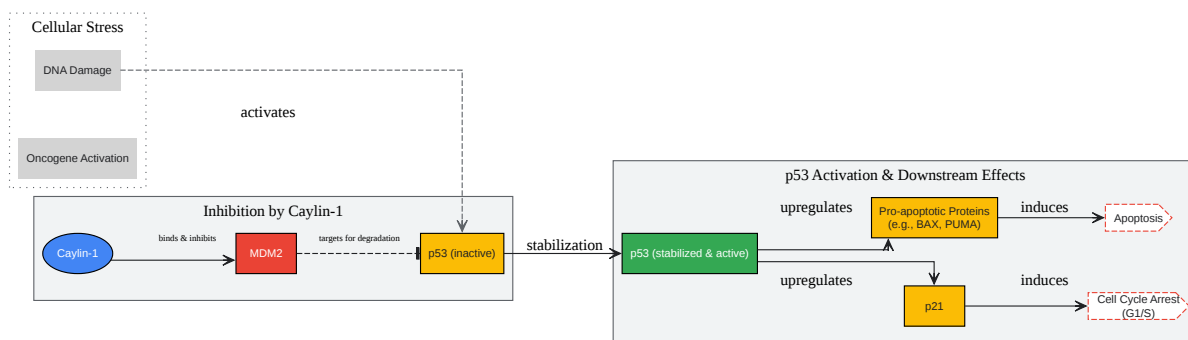 Cellular Stress
DNA Damage
activates
Oncogene Activation
Inhibition by Caylin-1
Caylin-1
binds & inhibits
MDM2
targets for degradation
p53 (inactive)
stabilization
p53 Activation & Downstream Effects
p53 (stabilized & active)
upregulates
Pro-apoptotic Proteins
(e.g., BAX, PUMA)
induces
Apoptosis
upregulates
p21
induces
Cell Cycle Arrest
(G1/S)